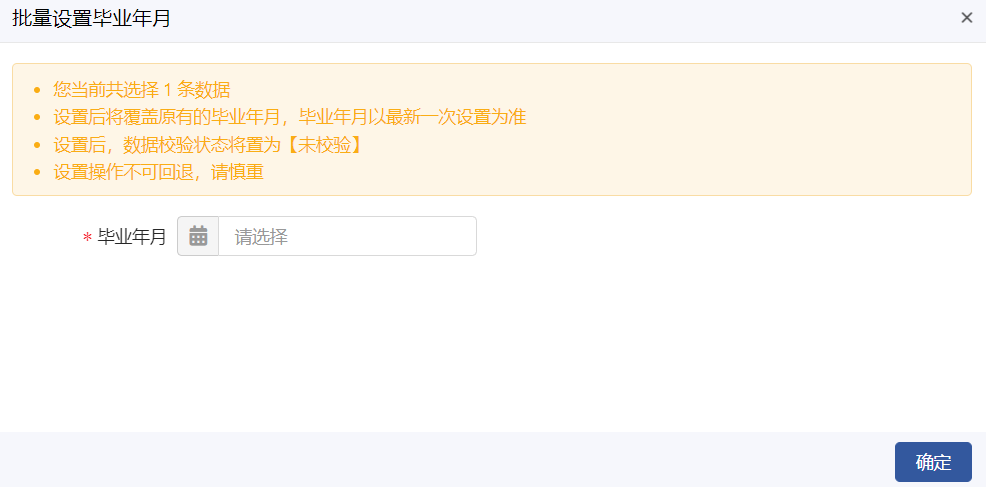 批量设置毕业年月
您当前共选择 1 条数据
设置后将覆盖原有的毕业年月，毕业年月以最新一次设置为准
设置后，数据校验状态将置为【未校验】
设置操作不可回退，请慎重
* 毕业年月 请选择
确定